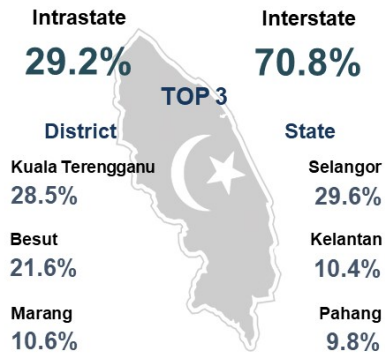 Intrastate
29.2%
Interstate
70.8%
TOP 3
District
Kuala Terengganu
28.5%
Besut
21.6%
Marang
10.6%
State
Selangor
29.6%
Kelantan
10.4%
Pahang
9.8%